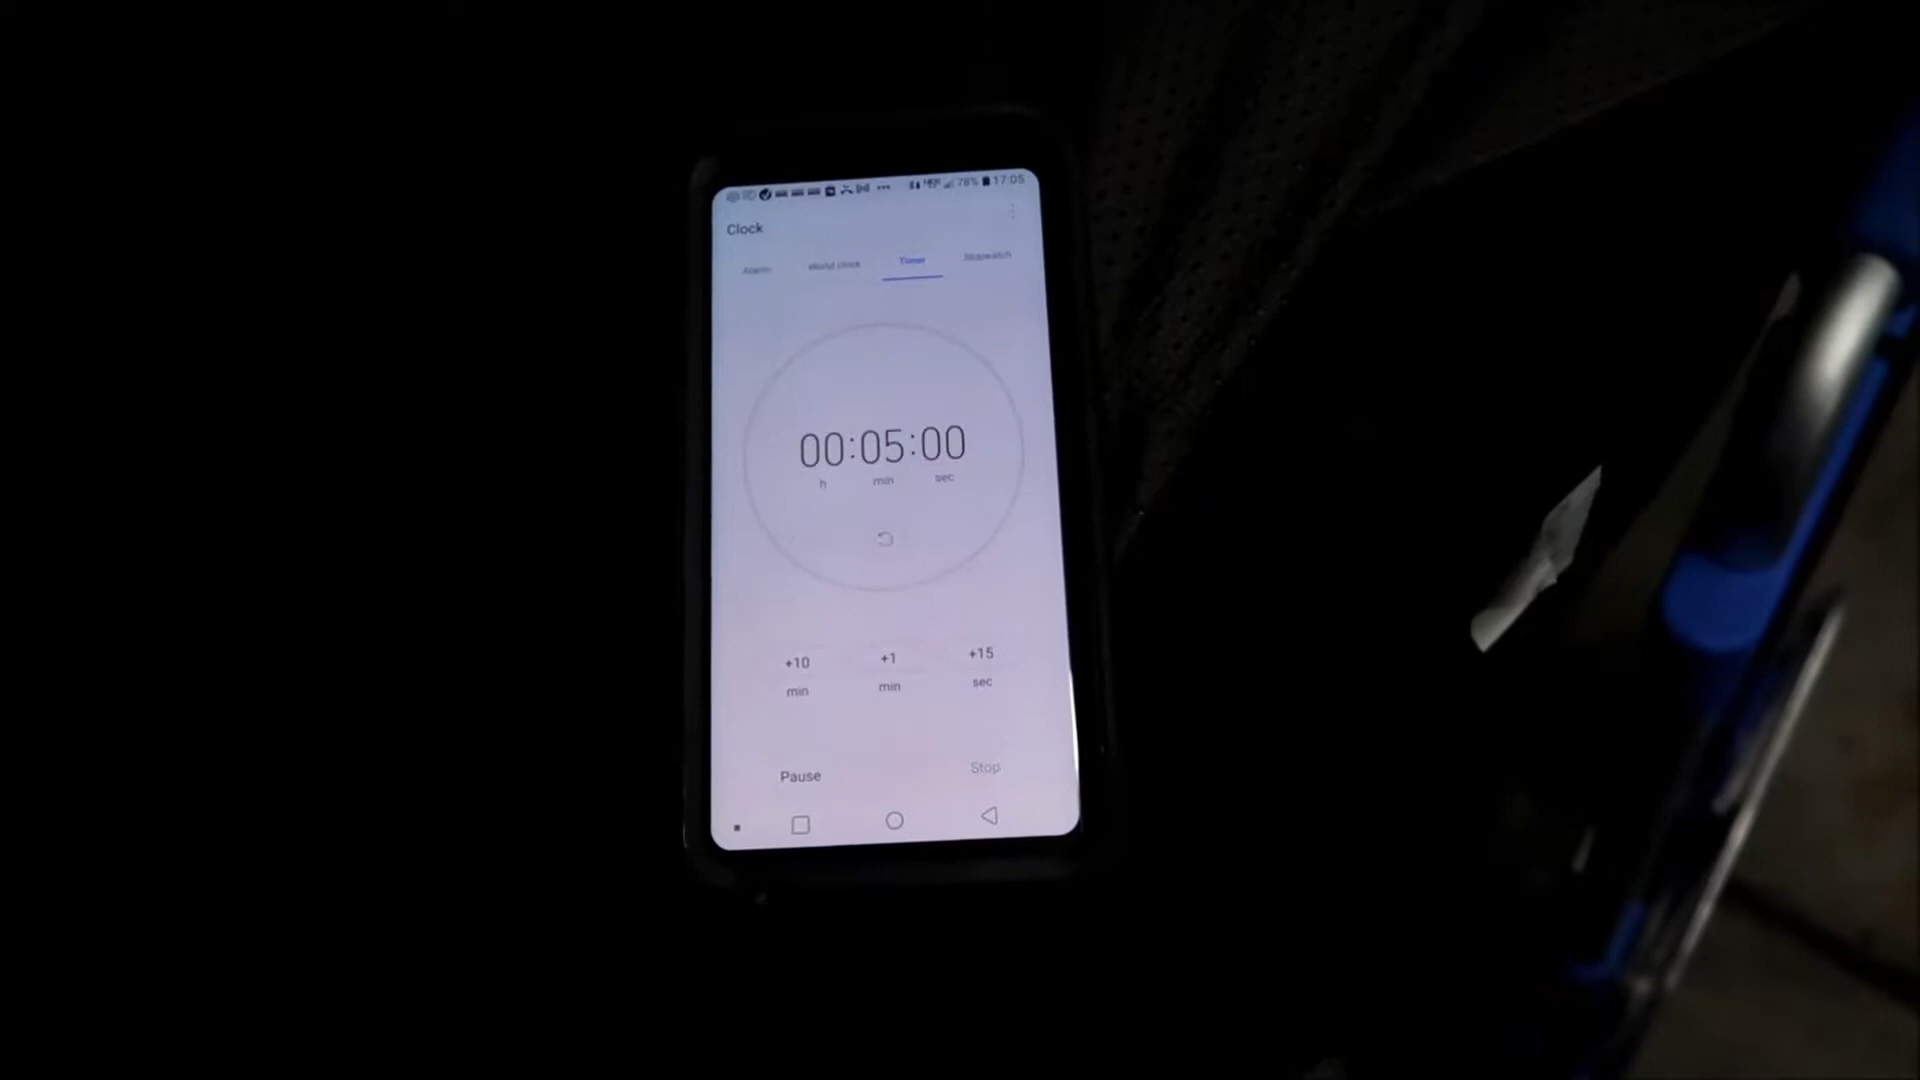 78% 17:05
Clock
Alarm World clock Timer Stopwatch
00:05:00
h min sec
+10 +1 +15
min min sec
Pause Stop